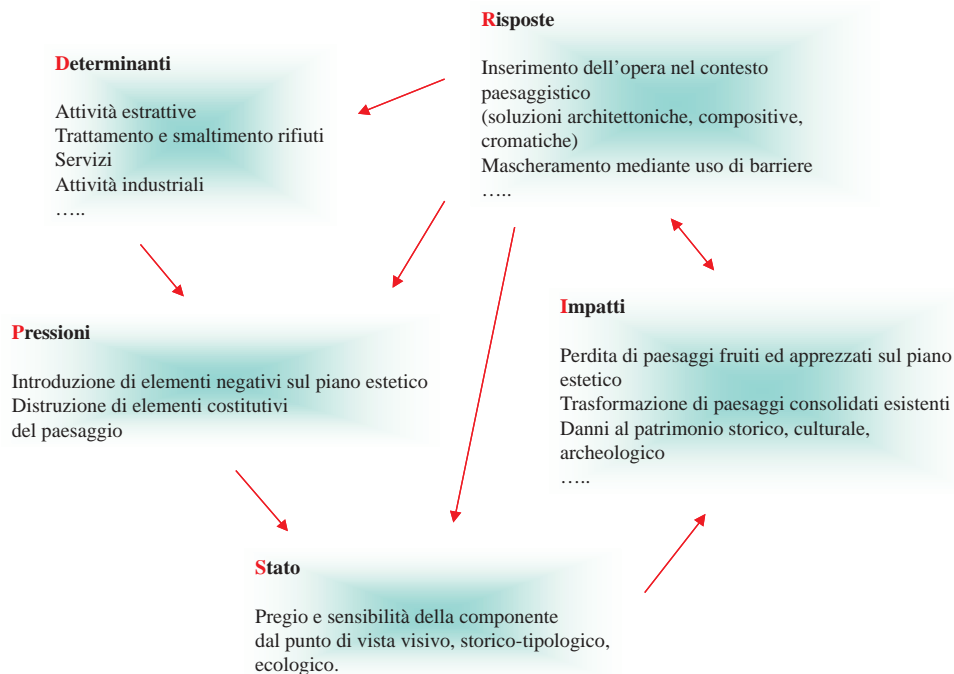 Risposte
Inserimento dell'opera nel contesto
paesaggistico
(soluzioni architettoniche, compositive,
cromatiche)
Mascheramento mediante uso di barriere
…..
Determinanti
Attività estrattive
Trattamento e smaltimento rifiuti
Servizi
Attività industriali
…..
Pressioni
Introduzione di elementi negativi sul piano estetico
Distruzione di elementi costitutivi
del paesaggio
Impatti
Perdita di paesaggi fruiti ed apprezzati sul piano
estetico
Trasformazione di paesaggi consolidati esistenti
Danni al patrimonio storico, culturale,
archeologico
…..
Stato
Pregio e sensibilità della componente
dal punto di vista visivo, storico-tipologico,
ecologico.